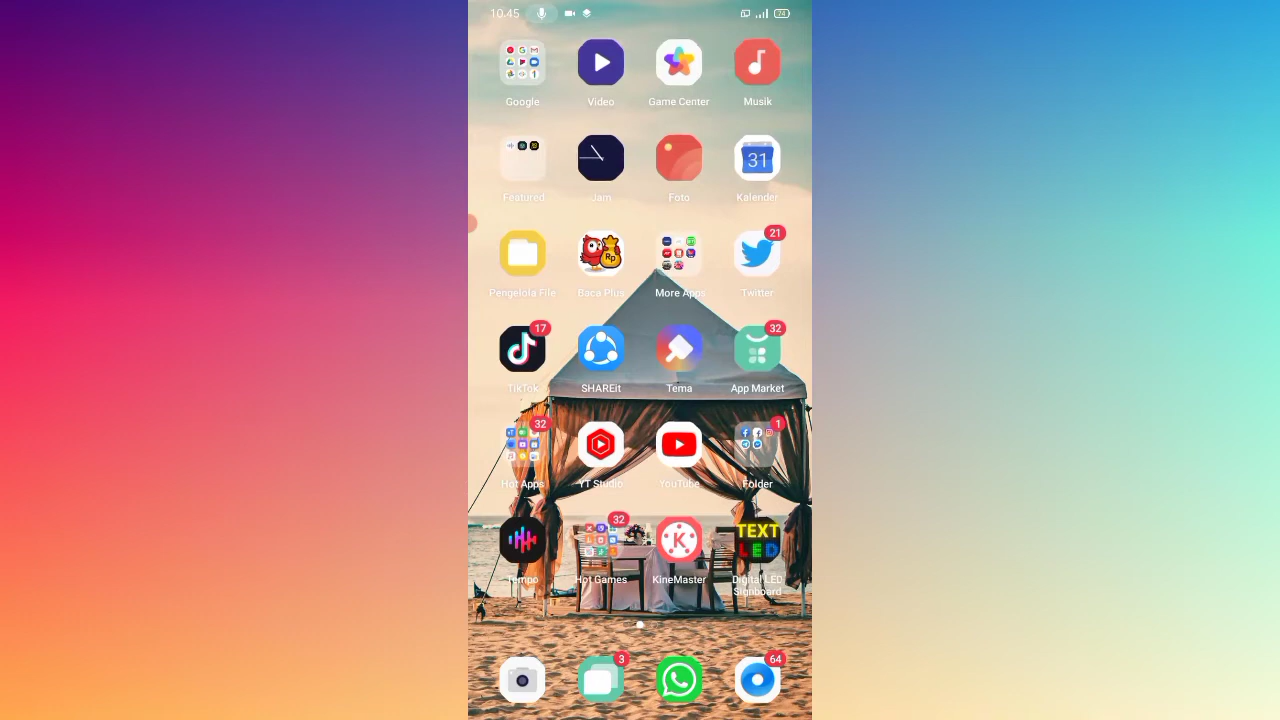 10.45
74
Google
Video
Game Center
Musik
31
Featured
Jam
Foto
Kalender
Rp
21
Pengelola File
Baca Plus
More Apps
Twitter
17
32
TikTok
SHAREit
Tema
App Market
32
1
Hot Apps
YT Studio
YouTube
Folder
32
K
TEXT
LED
Tempo
Hot Games
KineMaster
Digital LED
Signboard
3
64